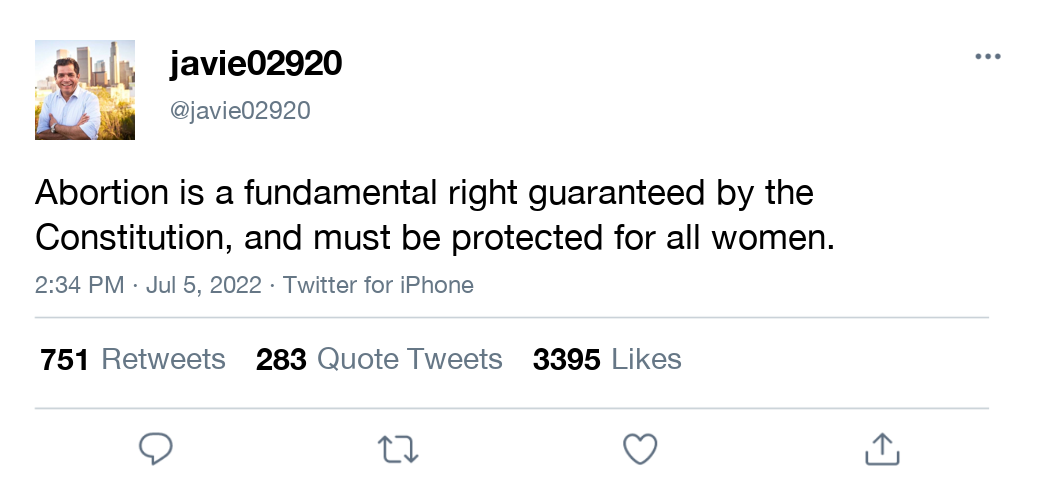 javie02920
@javie02920
Abortion is a fundamental right guaranteed by the
Constitution, and must be protected for all women.
2:34 PM · Jul 5, 2022 · Twitter for iPhone
751 Retweets 283 Quote Tweets 3395 Likes